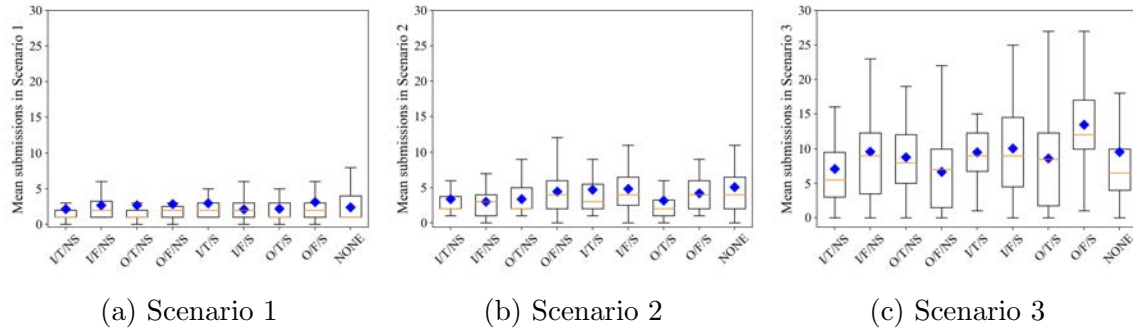 Mean submissions in Scenario 1
30
25
20
15
10
5
0
I/T/NS
I/F/NS
O/T/NS
O/F/NS
I/T/S
I/F/S
O/T/S
O/F/S
NONE
(a) Scenario 1
Mean submissions in Scenario 2
30
25
20
15
10
5
0
I/T/NS
I/F/NS
O/T/NS
O/F/NS
I/T/S
I/F/S
O/T/S
O/F/S
NONE
(b) Scenario 2
Mean submissions in Scenario 3
30
25
20
15
10
5
0
I/T/NS
I/F/NS
O/T/NS
O/F/NS
I/T/S
I/F/S
O/T/S
O/F/S
NONE
(c) Scenario 3